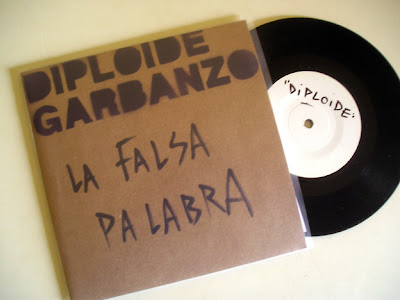 DIPLOIDE
GARBANZO
LA FALSA
PALABRA
"DIPLOIDE"